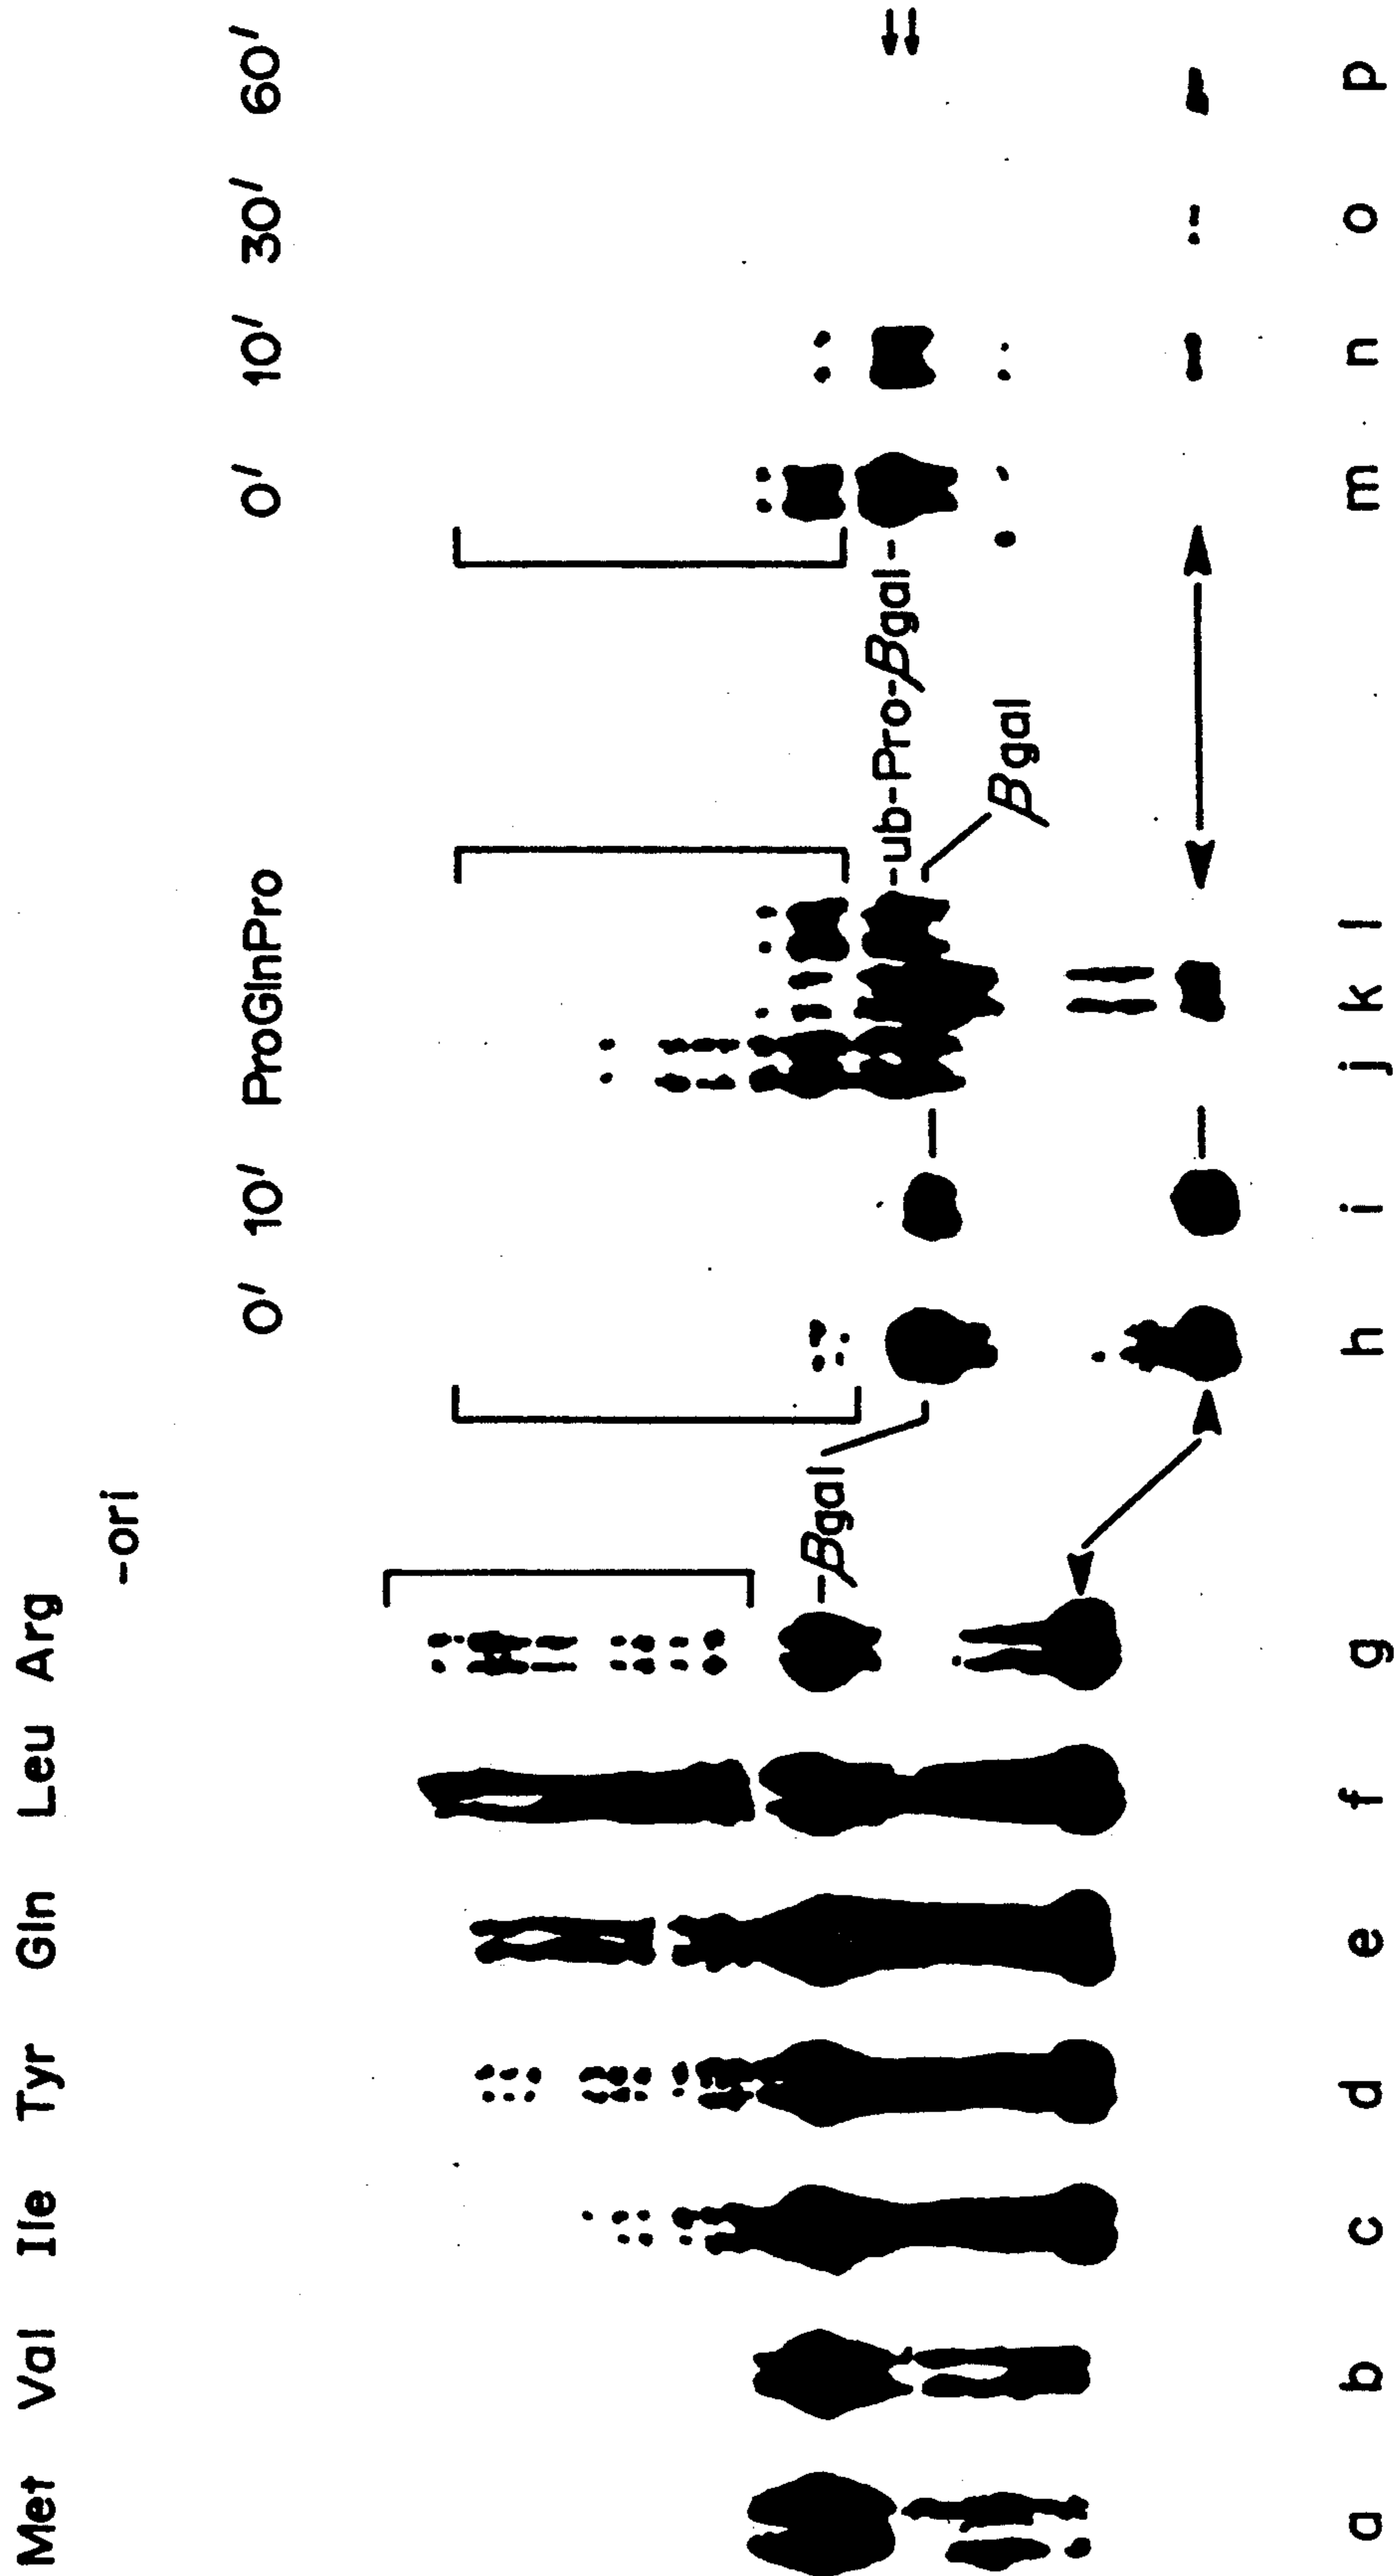 Met Val Ile Tyr Gln Leu Arg
-ori
0′ 10′ ProGlnPro 0′ 10′ 30′ 60′
-βgal
-ub-Pro-βgal-
βgal
a b c d e f g h i j k l m n o p